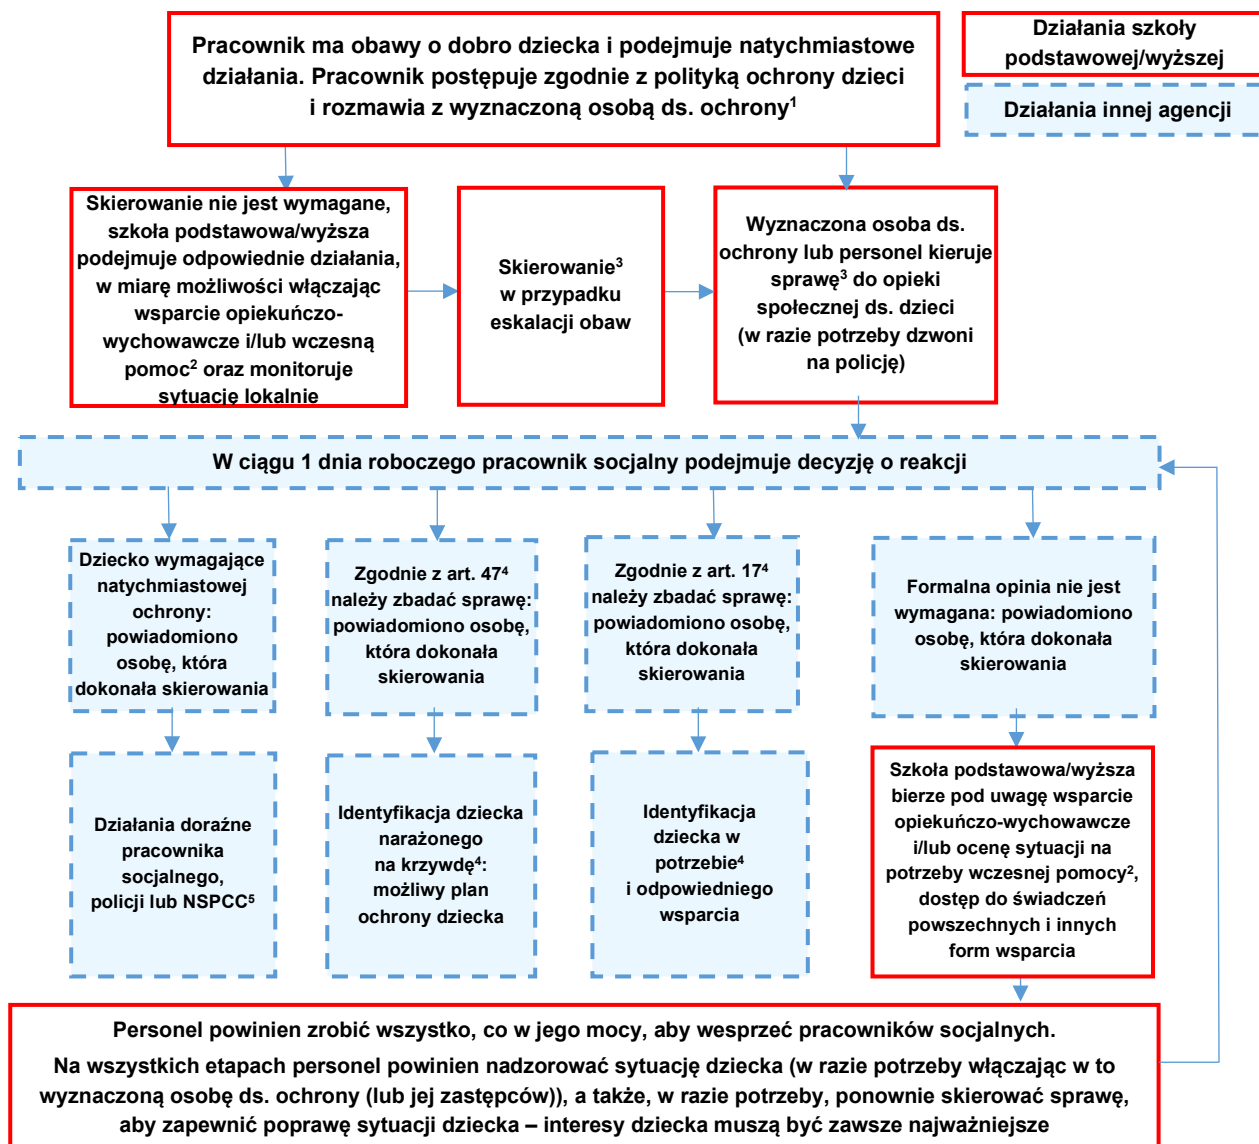 Pracownik ma obawy o dobro dziecka i podejmuje natychmiastowe
działania. Pracownik postępuje zgodnie z polityką ochrony dzieci
i rozmawia z wyznaczoną osobą ds. ochrony¹
Działania szkoły
podstawowej/wyższej
Działania innej agencji
Skierowanie nie jest wymagane,
szkoła podstawowa/wyższa
podejmuje odpowiednie działania,
w miarę możliwości włączając
wsparcie opiekuńczo-
wychowawcze i/lub wczesną
pomoc² oraz monitoruje
sytuację lokalnie
Skierowanie³
w przypadku
eskalacji obaw
Wyznaczona osoba ds.
ochrony lub personel kieruje
sprawę³ do opieki
społecznej ds. dzieci
(w razie potrzeby dzwoni
na policję)
W ciągu 1 dnia roboczego pracownik socjalny podejmuje decyzję o reakcji
Dziecko wymagające
natychmiastowej
ochrony:
powiadomiono
osobę, która
dokonała skierowania
Zgodnie z art. 47⁴
należy zbadać sprawę:
powiadomiono osobę,
która dokonała
skierowania
Zgodnie z art. 17⁴
należy zbadać sprawę:
powiadomiono osobę,
która dokonała
skierowania
Formalna opinia nie jest
wymagana: powiadomiono
osobę, która dokonała
skierowania
Działania doraźne
pracownika
socjalnego,
policji lub NSPCC⁵
Identyfikacja dziecka
narażonego
na krzywdę⁴:
możliwy plan
ochrony dziecka
Identyfikacja
dziecka w
potrzebie⁴
i odpowiedniego
wsparcia
Szkoła podstawowa/wyższa
bierze pod uwagę wsparcie
opiekuńczo-wychowawcze
i/lub ocenę sytuacji na
potrzeby wczesnej pomocy²,
dostęp do świadczeń
powszechnych i innych
form wsparcia
Personel powinien zrobić wszystko, co w jego mocy, aby wesprzeć pracowników socjalnych.
Na wszystkich etapach personel powinien nadzorować sytuację dziecka (w razie potrzeby włączając w to
wyznaczoną osobę ds. ochrony (lub jej zastępców)), a także, w razie potrzeby, ponownie skierować sprawę,
aby zapewnić poprawę sytuacji dziecka – interesy dziecka muszą być zawsze najważniejsze